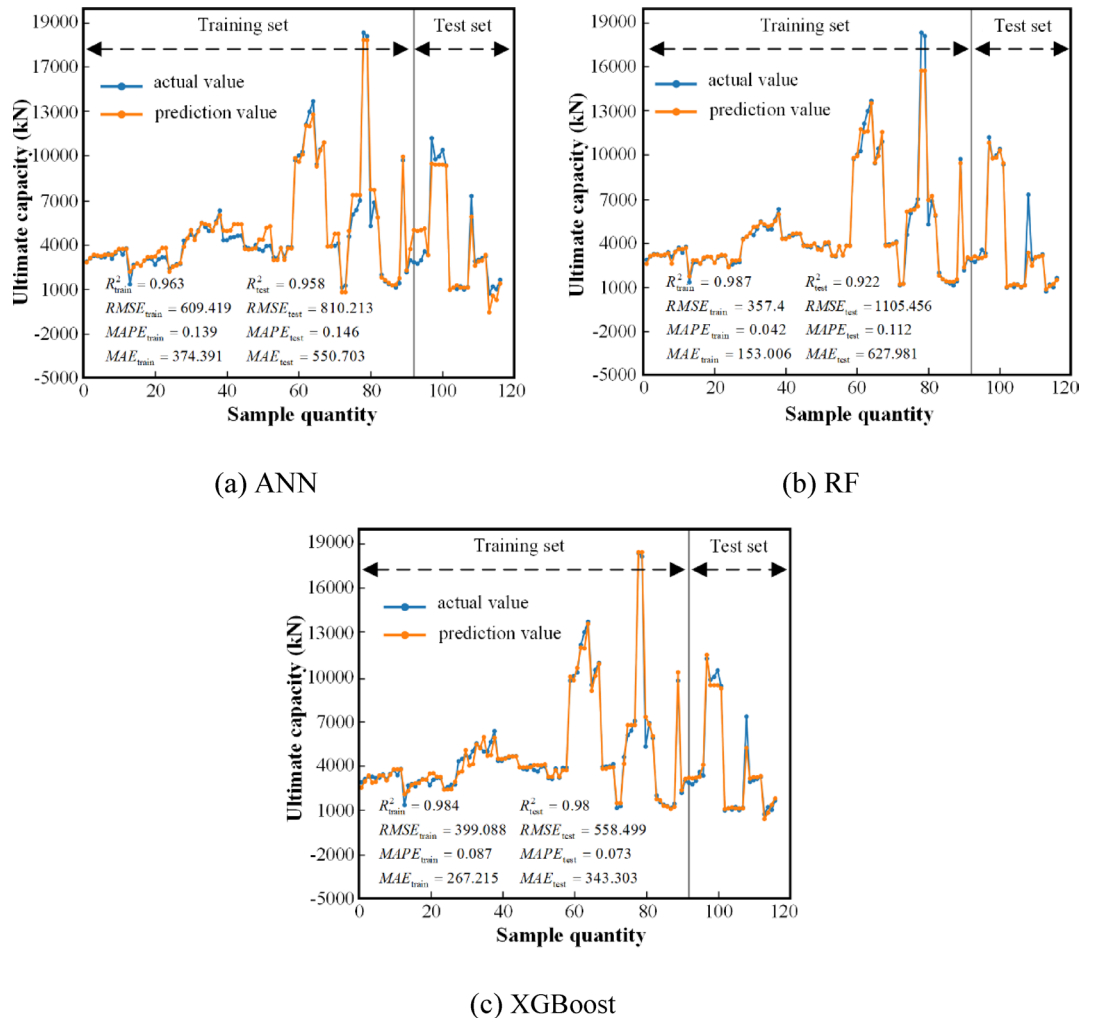 19000
17000
13000
10000
7000
4000
1000
-2000
-5000
Ultimate capacity (kN)
Training set
Test set
actual value
prediction value
R²train = 0.963
R²test = 0.958
RMSEtrain = 609.419
RMSEtest = 810.213
MAPEtrain = 0.139
MAPEtest = 0.146
MAEtrain = 374.391
MAEtest = 550.703
0 20 40 60 80 100 120
Sample quantity
(a) ANN
19000
16000
13000
10000
7000
4000
1000
-2000
-5000
Ultimate capacity (kN)
Training set
Test set
actual value
prediction value
R²train = 0.987
R²test = 0.922
RMSEtrain = 357.4
RMSEtest = 1105.456
MAPEtrain = 0.042
MAPEtest = 0.112
MAEtrain = 153.006
MAEtest = 627.981
0 20 40 60 80 100 120
Sample quantity
(b) RF
19000
16000
13000
10000
7000
4000
1000
-2000
-5000
Ultimate capacity (kN)
Training set
Test set
actual value
prediction value
R²train = 0.984
R²test = 0.98
RMSEtrain = 399.088
RMSEtest = 558.499
MAPEtrain = 0.087
MAPEtest = 0.073
MAEtrain = 267.215
MAEtest = 343.303
0 20 40 60 80 100 120
Sample quantity
(c) XGBoost